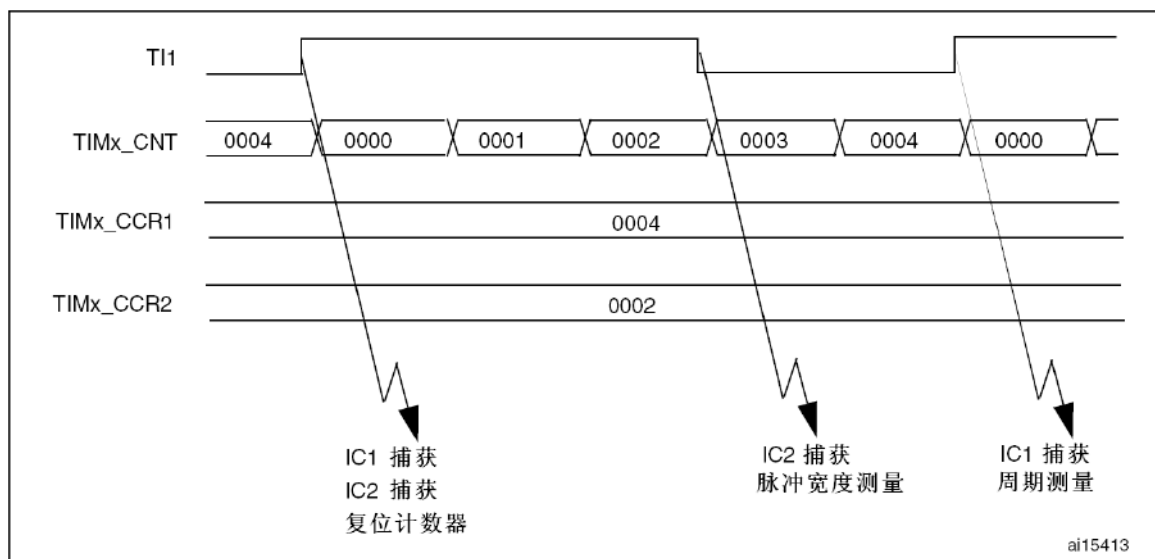 TI1
TIMx_CNT 0004 0000 0001 0002 0003 0004 0000
TIMx_CCR1 0004
TIMx_CCR2 0002
IC1 捕获
IC2 捕获
复位计数器
IC2 捕获
脉冲宽度测量
IC1 捕获
周期测量
ai15413